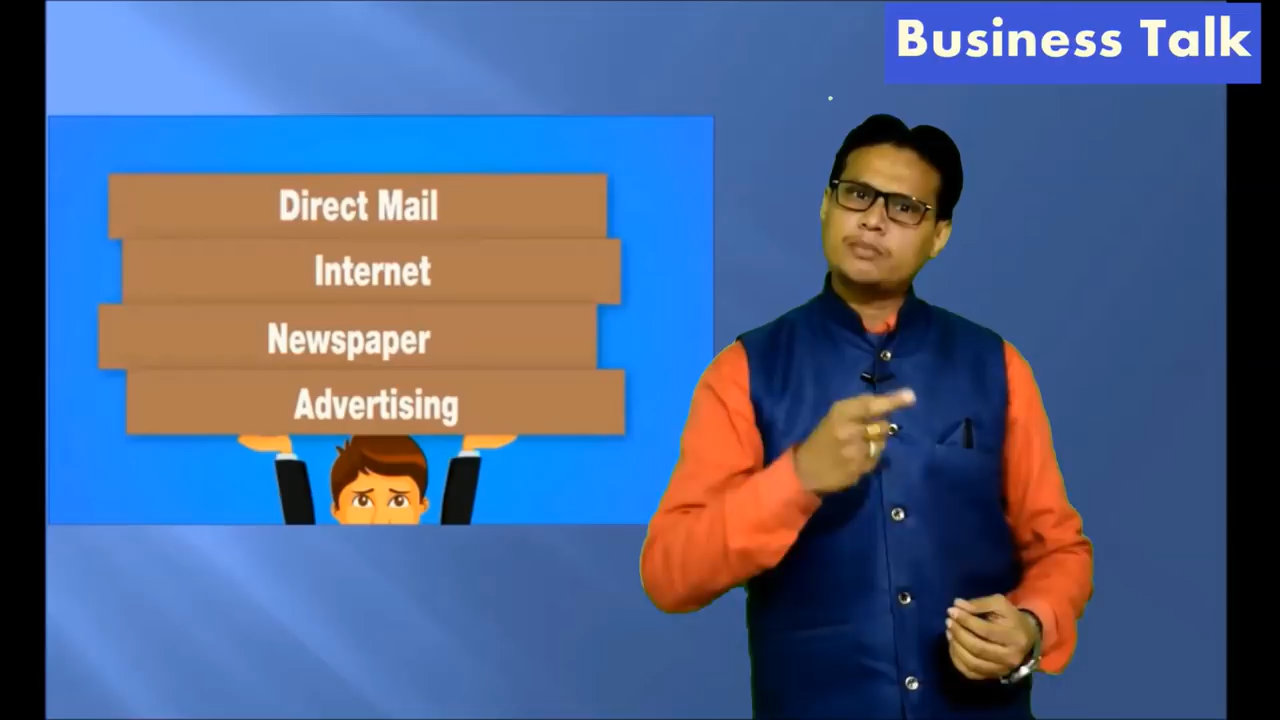 Business Talk
Direct Mail
Internet
Newspaper
Advertising